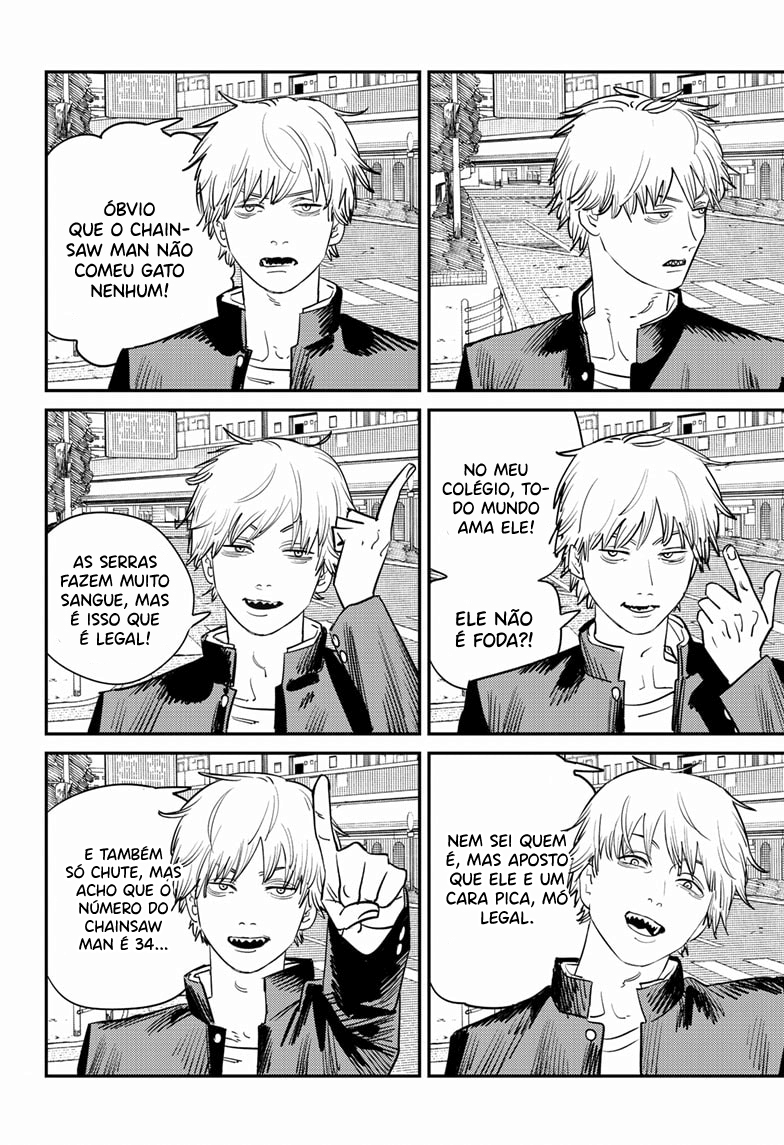 ÓBVIO
QUE O CHAIN-
SAW MAN NÃO
COMEU GATO
NENHUM!
NO MEU
COLÉGIO, TO-
DO MUNDO
AMA ELE!
ELE NÃO
É FODA?!
AS SERRAS
FAZEM MUITO
SANGUE, MAS
É ISSO QUE
É LEGAL!
NEM SEI QUEM
É, MAS APOSTO
QUE ELE E UM
CARA PICA, MÓ
LEGAL.
E TAMBÉM
SÓ CHUTE, MAS
ACHO QUE O
NÚMERO DO
CHAINSAW
MAN É 34...